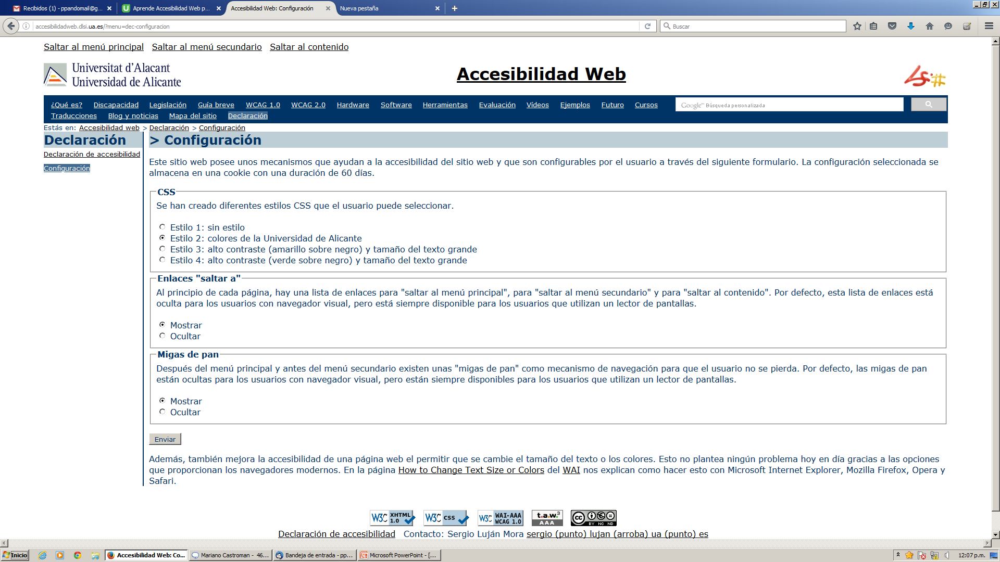 Recibidos (1) - ppandomail@g...
Aprende Accesibilidad Web p...
Accesibilidad Web: Configuración
Nueva pestaña
accesibilidadweb.dlsi.ua.es/?menu=dec-configuracion
Buscar
Saltar al menú principal Saltar al menú secundario Saltar al contenido
Universitat d'Alacant
Universidad de Alicante
Accesibilidad Web
¿Qué es? Discapacidad Legislación Guía breve WCAG 1.0 WCAG 2.0 Hardware Software Herramientas Evaluación Vídeos Ejemplos Futuro Cursos
Google™ Búsqueda personalizada
Traducciones Blog y noticias Mapa del sitio Declaración
Estás en: Accesibilidad web > Declaración > Configuración
Declaración
Declaración de accesibilidad
Configuración
> Configuración
Este sitio web posee unos mecanismos que ayudan a la accesibilidad del sitio web y que son configurables por el usuario a través del siguiente formulario. La configuración seleccionada se
almacena en una cookie con una duración de 60 días.
CSS
Se han creado diferentes estilos CSS que el usuario puede seleccionar.
Estilo 1: sin estilo
Estilo 2: colores de la Universidad de Alicante
Estilo 3: alto contraste (amarillo sobre negro) y tamaño del texto grande
Estilo 4: alto contraste (verde sobre negro) y tamaño del texto grande
Enlaces "saltar a"
Al principio de cada página, hay una lista de enlaces para "saltar al menú principal", para "saltar al menú secundario" y para "saltar al contenido". Por defecto, esta lista de enlaces está
oculta para los usuarios con navegador visual, pero está siempre disponible para los usuarios que utilizan un lector de pantallas.
Mostrar
Ocultar
Migas de pan
Después del menú principal y antes del menú secundario existen unas "migas de pan" como mecanismo de navegación para que el usuario no se pierda. Por defecto, las migas de pan
están ocultas para los usuarios con navegador visual, pero están siempre disponibles para los usuarios que utilizan un lector de pantallas.
Mostrar
Ocultar
Enviar
Además, también mejora la accesibilidad de una página web el permitir que se cambie el tamaño del texto o los colores. Esto no plantea ningún problema hoy en día gracias a las opciones
que proporcionan los navegadores modernos. En la página How to Change Text Size or Colors del WAI nos explican como hacer esto con Microsoft Internet Explorer, Mozilla Firefox, Opera y
Safari.
W3C XHTML 1.0
W3C CSS
W3C WAI-AAA WCAG 1.0
t.a.w.3 AAA
CC BY NC ND
Declaración de accesibilidad Contacto: Sergio Luján Mora sergio (punto) lujan (arroba) ua (punto) es
Inicio
Accesibilidad Web: Co...
Mariano Castroman - 46...
Bandeja de entrada - pp...
Microsoft PowerPoint - [...
12:07 p.m.